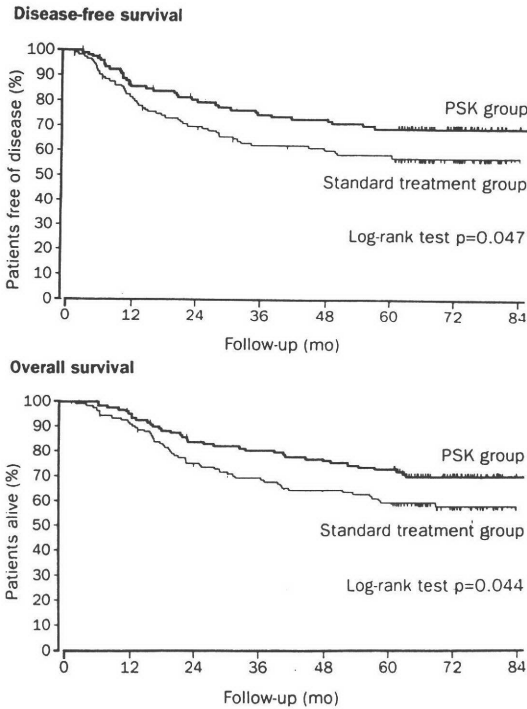 Disease-free survival
100
90
80
70
60
50
40
30
20
10
0
Patients free of disease (%)
PSK group
Standard treatment group
Log-rank test p=0.047
0 12 24 36 48 60 72 84
Follow-up (mo)
Overall survival
100
90
80
70
60
50
40
30
20
10
0
Patients alive (%)
PSK group
Standard treatment group
Log-rank test p=0.044
0 12 24 36 48 60 72 84
Follow-up (mo)